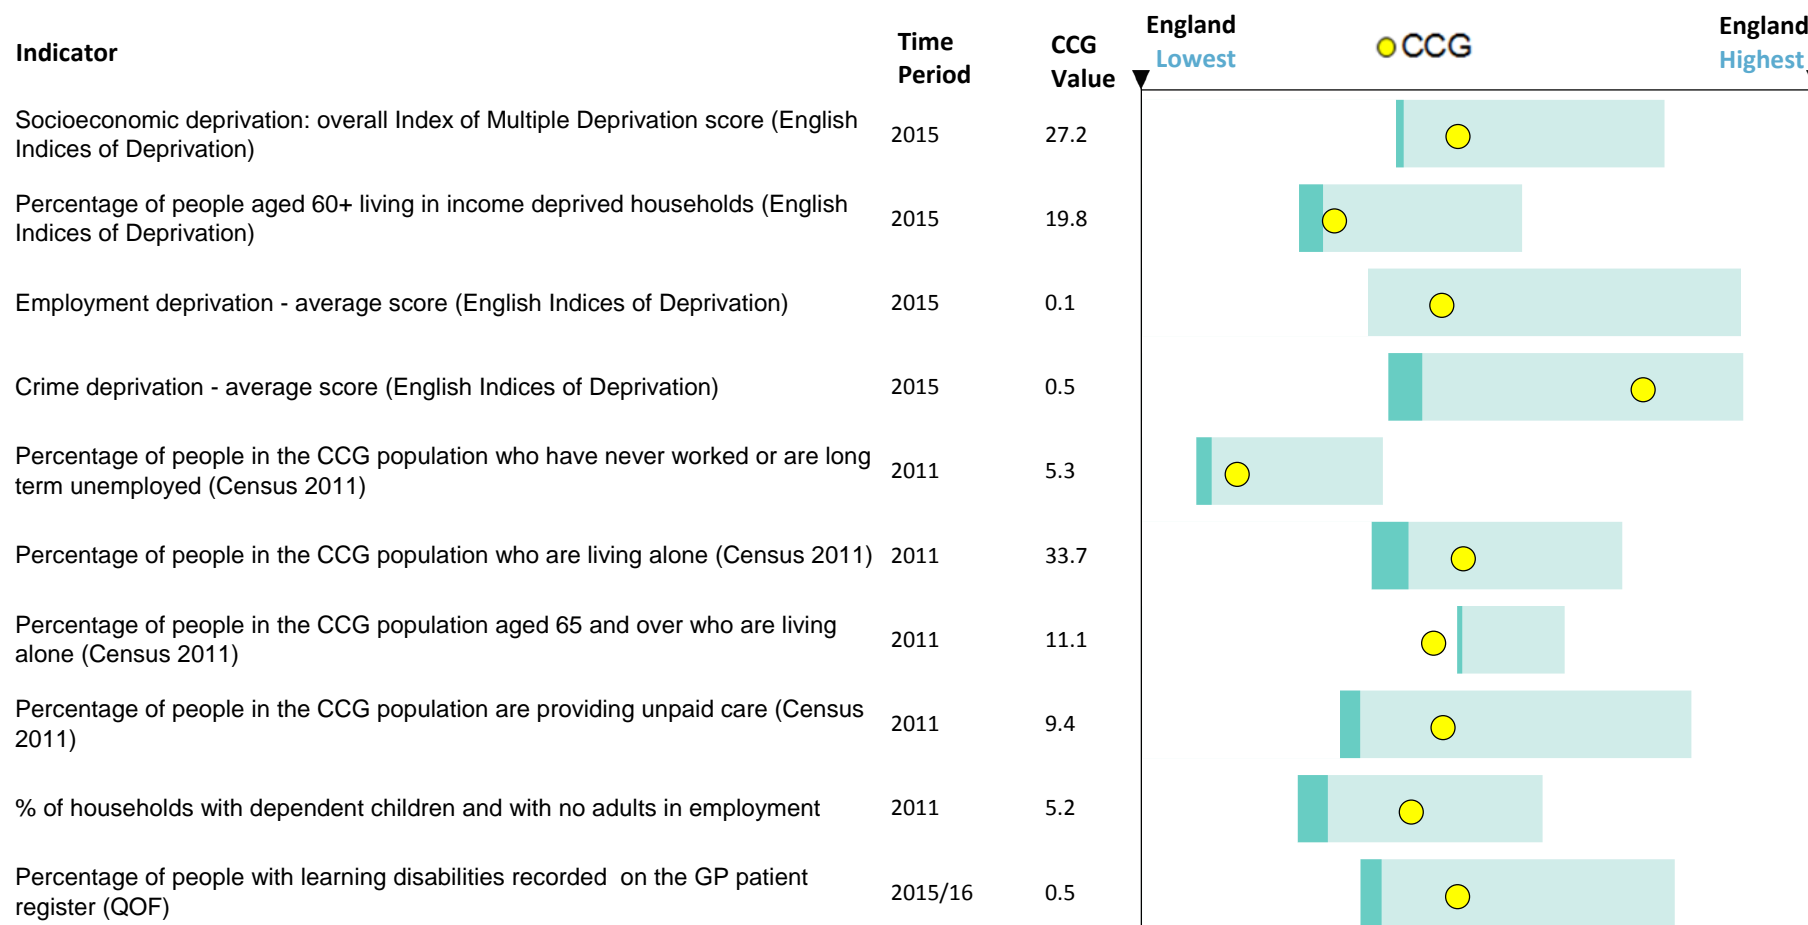 Indicator
Time
Period
CCG
Value
England
Lowest
CCG
England
Highest
Socioeconomic deprivation: overall Index of Multiple Deprivation score (English
Indices of Deprivation)
2015
27.2
Percentage of people aged 60+ living in income deprived households (English
Indices of Deprivation)
2015
19.8
Employment deprivation - average score (English Indices of Deprivation)
2015
0.1
Crime deprivation - average score (English Indices of Deprivation)
2015
0.5
Percentage of people in the CCG population who have never worked or are long
term unemployed (Census 2011)
2011
5.3
Percentage of people in the CCG population who are living alone (Census 2011)
2011
33.7
Percentage of people in the CCG population aged 65 and over who are living
alone (Census 2011)
2011
11.1
Percentage of people in the CCG population are providing unpaid care (Census
2011)
2011
9.4
% of households with dependent children and with no adults in employment
2011
5.2
Percentage of people with learning disabilities recorded  on the GP patient
register (QOF)
2015/16
0.5